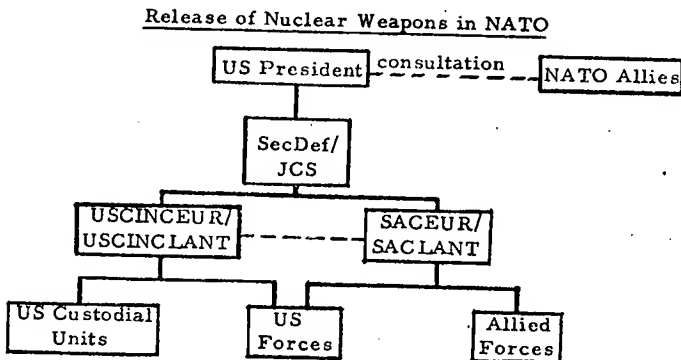 Release of Nuclear Weapons in NATO
US President
consultation
NATO Allies
SecDef/
JCS
USCINCEUR/
USCINCLANT
SACEUR/
SACLANT
US Custodial
Units
US
Forces
Allied
Forces